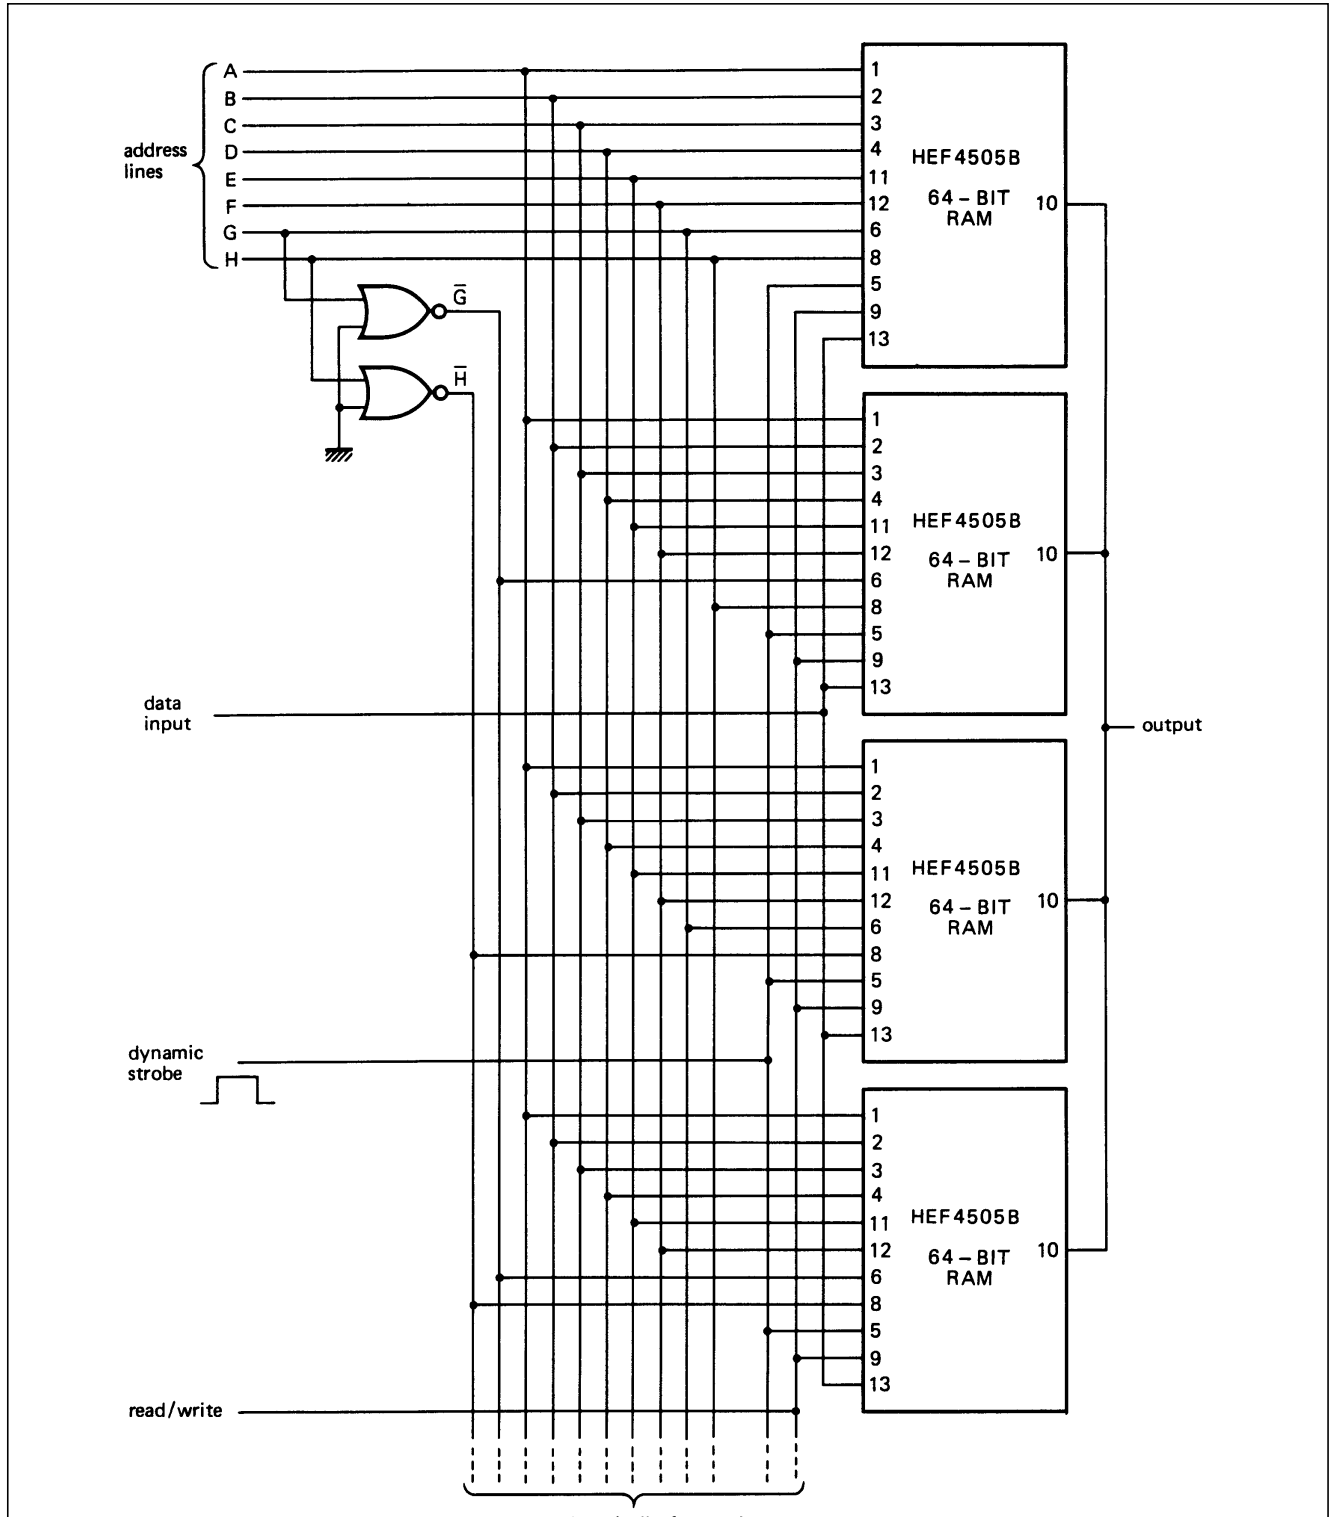 A
B
C
D
E
F
G
H
address
lines
G̅
H̅
1
2
3
4
11
12
6
8
5
9
13
HEF4505B
64 – BIT
RAM
10
1
2
3
4
11
12
6
8
5
9
13
HEF4505B
64 – BIT
RAM
10
data
input
output
1
2
3
4
11
12
6
8
5
9
13
HEF4505B
64 – BIT
RAM
10
dynamic
strobe
1
2
3
4
11
12
6
8
5
9
13
HEF4505B
64 – BIT
RAM
10
read/write